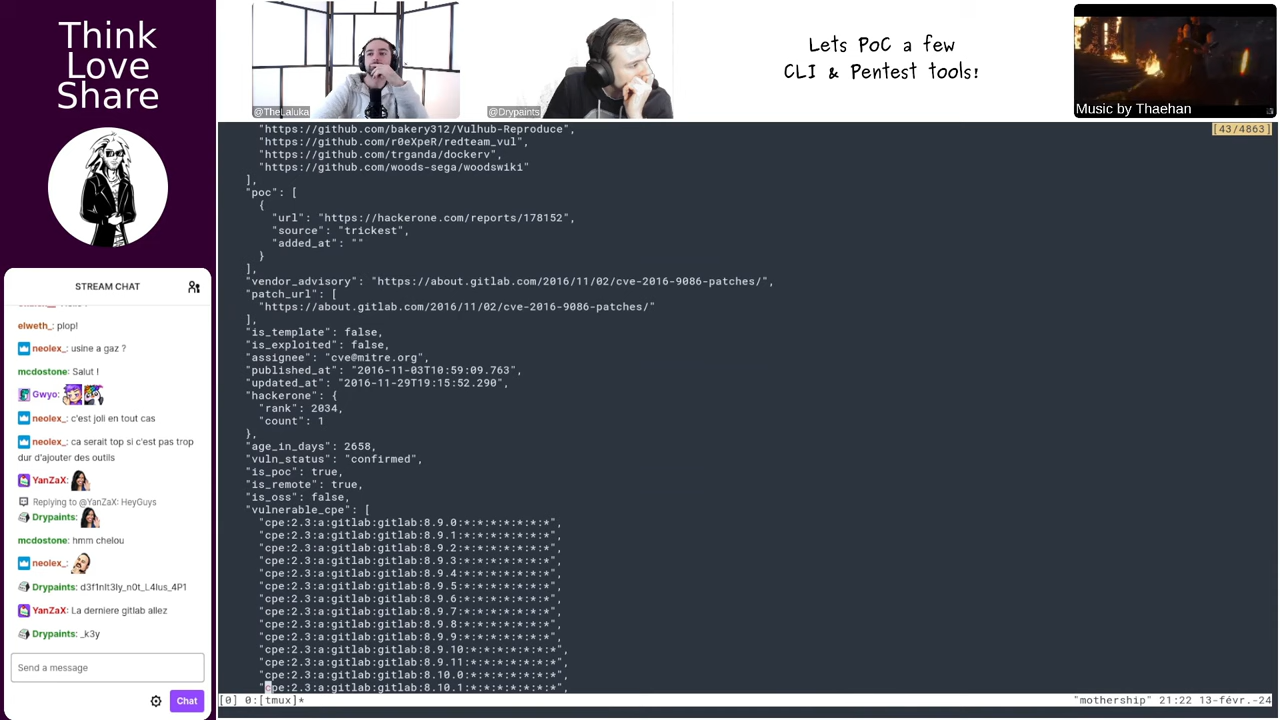 Think
Love
Share
@TheLaluka
@Drypaints
Lets PoC a few
CLI & Pentest tools!
Music by Thaehan
STREAM CHAT
elweth_: plop!
neolex_: usine a gaz ?
mcdostone: Salut !
Gwyo:
neolex_: c'est joli en tout cas
neolex_: ca serait top si c'est pas trop
dur d'ajouter des outils
YanZaX:
Replying to @YanZaX: HeyGuys
Drypaints:
mcdostone: hmm chelou
neolex_:
Drypaints: d3f1nIt3ly_n0t_L4lus_4P1
YanZaX: La derniere gitlab allez
Drypaints: _k3y
Send a message
Chat
[43/4863]
"https://github.com/bakery312/Vulhub-Reproduce",
"https://github.com/r0eXpeR/redteam_vul",
"https://github.com/trganda/dockerv",
"https://github.com/woods-sega/woodswiki"
],
"poc": [
{
"url": "https://hackerone.com/reports/178152",
"source": "trickest",
"added_at": ""
}
],
"vendor_advisory": "https://about.gitlab.com/2016/11/02/cve-2016-9086-patches/",
"patch_url": [
"https://about.gitlab.com/2016/11/02/cve-2016-9086-patches/"
],
"is_template": false,
"is_exploited": false,
"assignee": "cve@mitre.org",
"published_at": "2016-11-03T10:59:09.763",
"updated_at": "2016-11-29T19:15:52.290",
"hackerone": {
"rank": 2034,
"count": 1
},
"age_in_days": 2658,
"vuln_status": "confirmed",
"is_poc": true,
"is_remote": true,
"is_oss": false,
"vulnerable_cpe": [
"cpe:2.3:a:gitlab:gitlab:8.9.0:*:*:*:*:*:*:*",
"cpe:2.3:a:gitlab:gitlab:8.9.1:*:*:*:*:*:*:*",
"cpe:2.3:a:gitlab:gitlab:8.9.2:*:*:*:*:*:*:*",
"cpe:2.3:a:gitlab:gitlab:8.9.3:*:*:*:*:*:*:*",
"cpe:2.3:a:gitlab:gitlab:8.9.4:*:*:*:*:*:*:*",
"cpe:2.3:a:gitlab:gitlab:8.9.5:*:*:*:*:*:*:*",
"cpe:2.3:a:gitlab:gitlab:8.9.6:*:*:*:*:*:*:*",
"cpe:2.3:a:gitlab:gitlab:8.9.7:*:*:*:*:*:*:*",
"cpe:2.3:a:gitlab:gitlab:8.9.8:*:*:*:*:*:*:*",
"cpe:2.3:a:gitlab:gitlab:8.9.9:*:*:*:*:*:*:*",
"cpe:2.3:a:gitlab:gitlab:8.9.10:*:*:*:*:*:*:*",
"cpe:2.3:a:gitlab:gitlab:8.9.11:*:*:*:*:*:*:*",
"cpe:2.3:a:gitlab:gitlab:8.10.0:*:*:*:*:*:*:*",
"cpe:2.3:a:gitlab:gitlab:8.10.1:*:*:*:*:*:*:*",
[0] 0:[tmux]* "mothership" 21:22 13-févr.-24